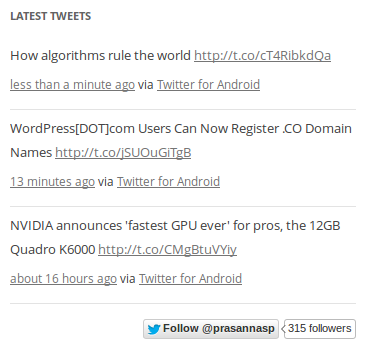 LATEST TWEETS
How algorithms rule the world http://t.co/cT4RibkdQa
less than a minute ago via Twitter for Android
WordPress[DOT]com Users Can Now Register .CO Domain
Names http://t.co/jSUOuGiTgB
13 minutes ago via Twitter for Android
NVIDIA announces 'fastest GPU ever' for pros, the 12GB
Quadro K6000 http://t.co/CMgBtuVYiy
about 16 hours ago via Twitter for Android
Follow @prasannasp 315 followers